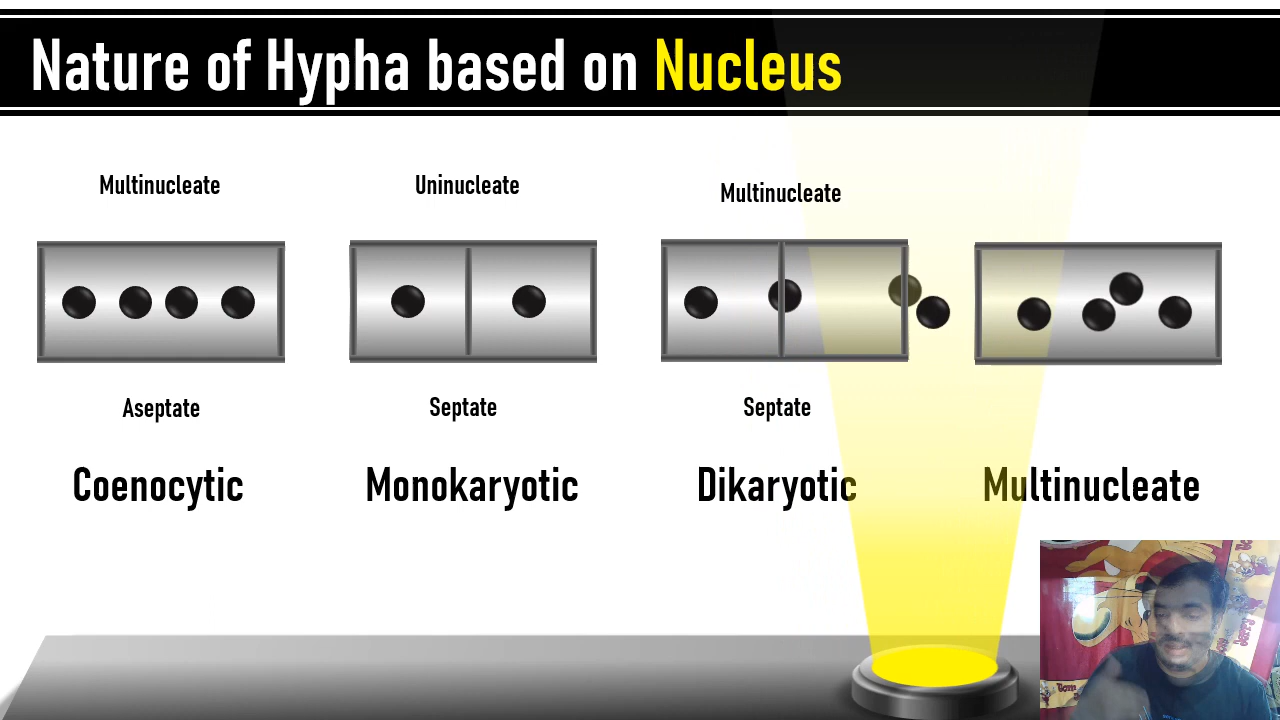 Nature of Hypha based on Nucleus
Multinucleate
Uninucleate
Multinucleate
Aseptate
Septate
Septate
Coenocytic
Monokaryotic
Dikaryotic
Multinucleate